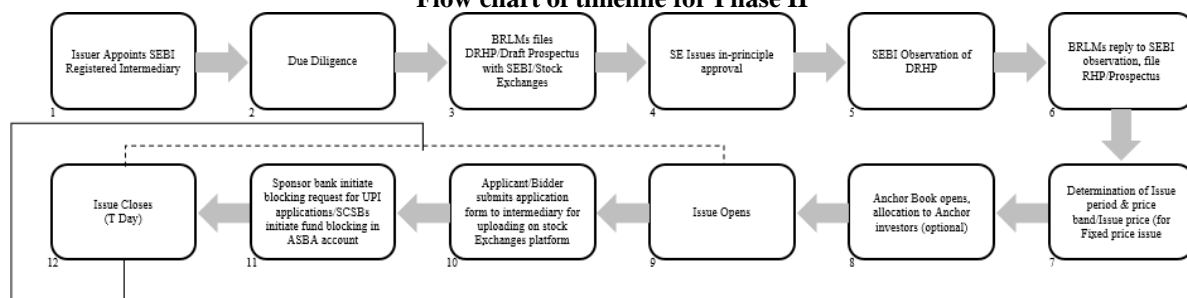 Flow chart of timeline for Phase II
Issuer Appoints SEBI
Registered Intermediary
1
Due Diligence
2
BRLMs files
DRHP/Draft Prospectus
with SEBI/Stock
Exchanges
3
SE Issues in-principle
approval
4
SEBI Observation of
DRHP
5
BRLMs reply to SEBI
observation, file
RHP/Prospectus
6
Determination of Issue
period & price
band/Issue price (for
Fixed price issue
7
Anchor Book opens,
allocation to Anchor
investors (optional)
8
Issue Opens
9
Applicant/Bidder
submits application
form to intermediary for
uploading on stock
Exchanges platform
10
Sponsor bank initiate
blocking request for UPI
applications/SCSBs
initiate fund blocking in
ASBA account
11
Issue Closes
(T Day)
12